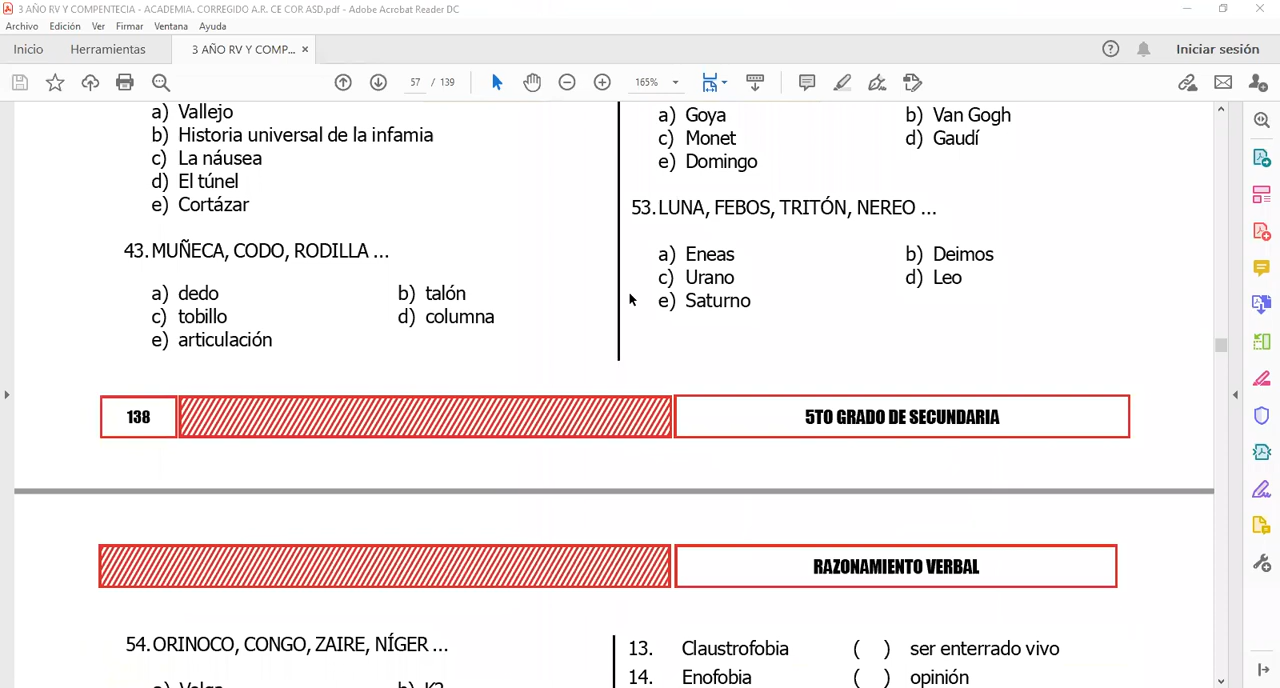 3 AÑO RV Y COMPENTECIA - ACADEMIA. CORREGIDO A.R. CE COR ASD.pdf - Adobe Acrobat Reader DC
Archivo Edición Ver Firmar Ventana Ayuda
Inicio Herramientas 3 AÑO RV Y COMP... ×
Iniciar sesión
57 / 139 165%
a) Vallejo
b) Historia universal de la infamia
c) La náusea
d) El túnel
e) Cortázar
43. MUÑECA, CODO, RODILLA ...
a) dedo b) talón
c) tobillo d) columna
e) articulación
a) Goya b) Van Gogh
c) Monet d) Gaudí
e) Domingo
53. LUNA, FEBOS, TRITÓN, NEREO ...
a) Eneas b) Deimos
c) Urano d) Leo
e) Saturno
138 5TO GRADO DE SECUNDARIA
RAZONAMIENTO VERBAL
54. ORINOCO, CONGO, ZAIRE, NÍGER ...
a) Volga b) K2
13. Claustrofobia ( ) ser enterrado vivo
14. Enofobia ( ) opinión